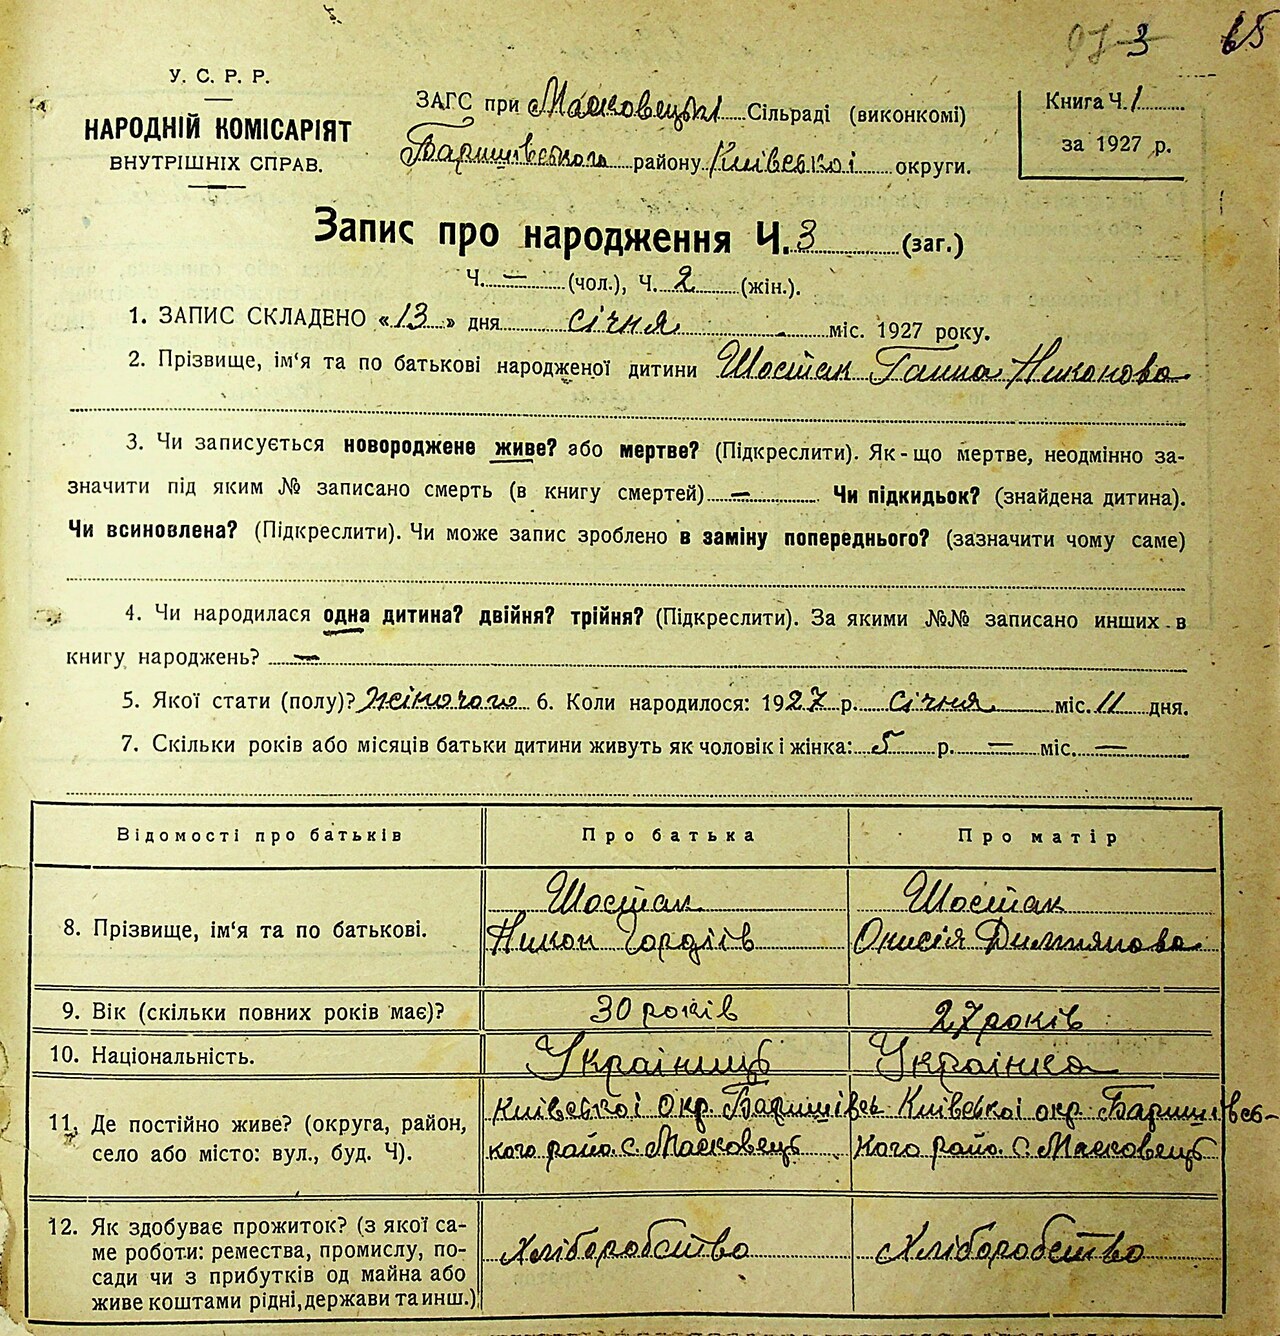 973 65
У. С. Р. Р.
НАРОДНІЙ КОМІСАРІЯТ
ВНУТРІШНІХ СПРАВ.
ЗАГС при Масковецькі Сільраді (виконкомі)
Баришівського району Київської округи.
Книга Ч. 1
за 1927 р.
Запис про народження Ч. 3 (заг.)
Ч. — (чол.), Ч. 2 (жін.).
1. ЗАПИС СКЛАДЕНО «13» дня січня міс. 1927 року.
2. Прізвище, ім'я та по батькові народженої дитини Шостак Ганна Никонова
3. Чи записується новороджене живе? або мертве? (Підкреслити). Як-що мертве, неодмінно за-
значити під яким № записано смерть (в книгу смертей) — Чи підкидьок? (знайдена дитина).
Чи всиновлена? (Підкреслити). Чи може запис зроблено в заміну попереднього? (зазначити чому саме)
4. Чи народилася одна дитина? двійня? трійня? (Підкреслити). За якими №№ записано инших в
книгу народжень? —
5. Якої стати (полу)? Жіночого 6. Коли народилося: 1927 р. січня міс. 11 дня.
7. Скільки років або місяців батьки дитини живуть як чоловік і жінка: 5 р. — міс. —
Відомості про батьків Про батька Про матір
8. Прізвище, ім'я та по батькові. Шостак Шостак
Никон Гордіїв Онисія
9. Вік (скільки повних років має)? 30 років 27 років
10. Національність. Українець Українка
11. Де постійно живе? (округа, район, Київської окр. Баришівсь- Київської окр. Баришівсь-
село або місто: вул., буд. Ч). кого райо. с. Масковець кого райо. с. Масковець
12. Як здобуває прожиток? (з якої са-
ме роботи: ремества, промислу, по- Хліборобство Хліборобство
сади чи з прибутків од майна або
живе коштами рідні, держави та инш.)